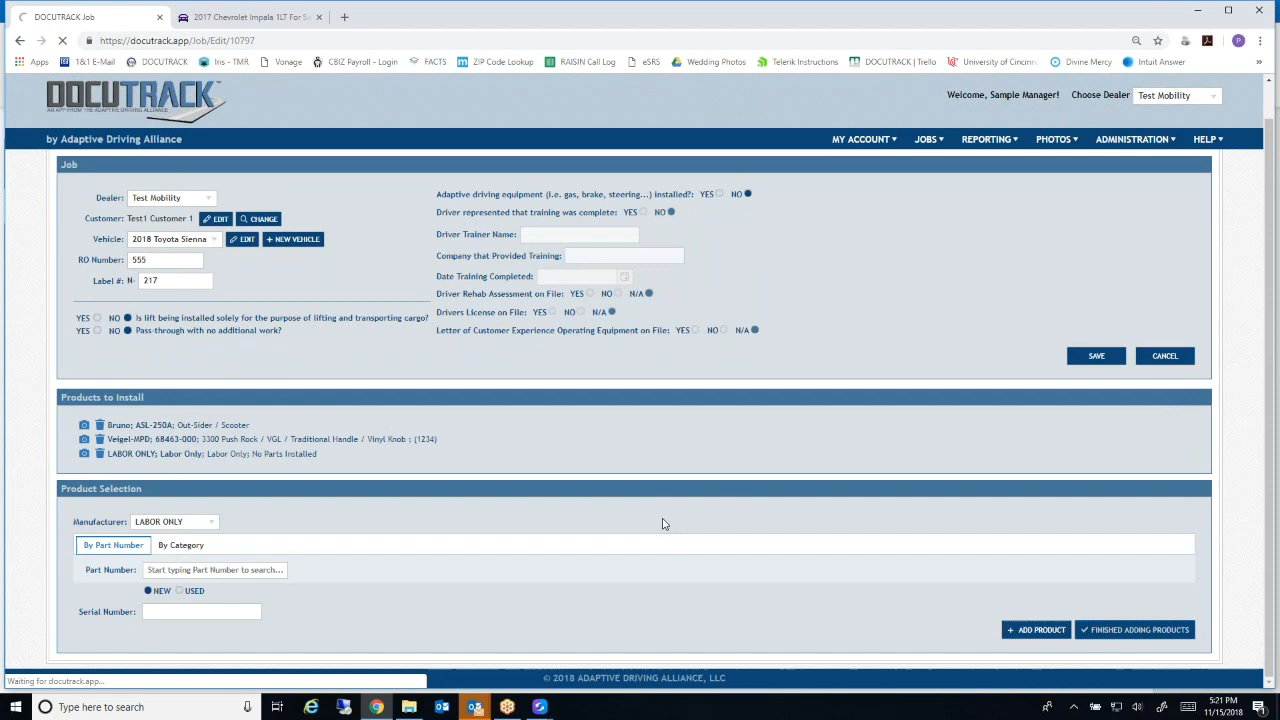 DOCUTRACK Job
2017 Chevrolet Impala 1LT For Sa
https://docutrack.app/Job/Edit/10797
Apps
1&1 E-Mail
DOCUTRACK
Iris - TMR
Vonage
CBIZ Payroll - Login
FACTS
ZIP Code Lookup
RAISIN Call Log
eSRS
Wedding Photos
Telerik Instructions
DOCUTRACK | Trello
University of Cincinn
Divine Mercy
Intuit Answer
DOCUTRACK
AN APP FROM THE ADAPTIVE DRIVING ALLIANCE
Welcome, Sample Manager! Choose Dealer Test Mobility
by Adaptive Driving Alliance
MY ACCOUNT
JOBS
REPORTING
PHOTOS
ADMINISTRATION
HELP
Job
Dealer: Test Mobility
Customer: Test1 Customer 1 EDIT CHANGE
Vehicle: 2018 Toyota Sienna EDIT + NEW VEHICLE
RO Number: 555
Label #: N- 217
YES NO Is lift being installed solely for the purpose of lifting and transporting cargo?
YES NO Pass-through with no additional work?
Adaptive driving equipment (i.e. gas, brake, steering...) installed?: YES NO
Driver represented that training was complete: YES NO
Driver Trainer Name:
Company that Provided Training:
Date Training Completed:
Driver Rehab Assessment on File: YES NO N/A
Drivers License on File: YES NO N/A
Letter of Customer Experience Operating Equipment on File: YES NO N/A
SAVE
CANCEL
Products to Install
Bruno; ASL-250A; Out-Sider / Scooter
Veigel-MPD; 68463-000; 3300 Push Rock / VGL / Traditional Handle / Vinyl Knob ; (1234)
LABOR ONLY; Labor Only; Labor Only; No Parts Installed
Product Selection
Manufacturer: LABOR ONLY
By Part Number By Category
Part Number: Start typing Part Number to search...
NEW USED
Serial Number:
+ ADD PRODUCT
FINISHED ADDING PRODUCTS
Waiting for docutrack.app...
© 2018 ADAPTIVE DRIVING ALLIANCE, LLC
Type here to search
5:21 PM
11/15/2018